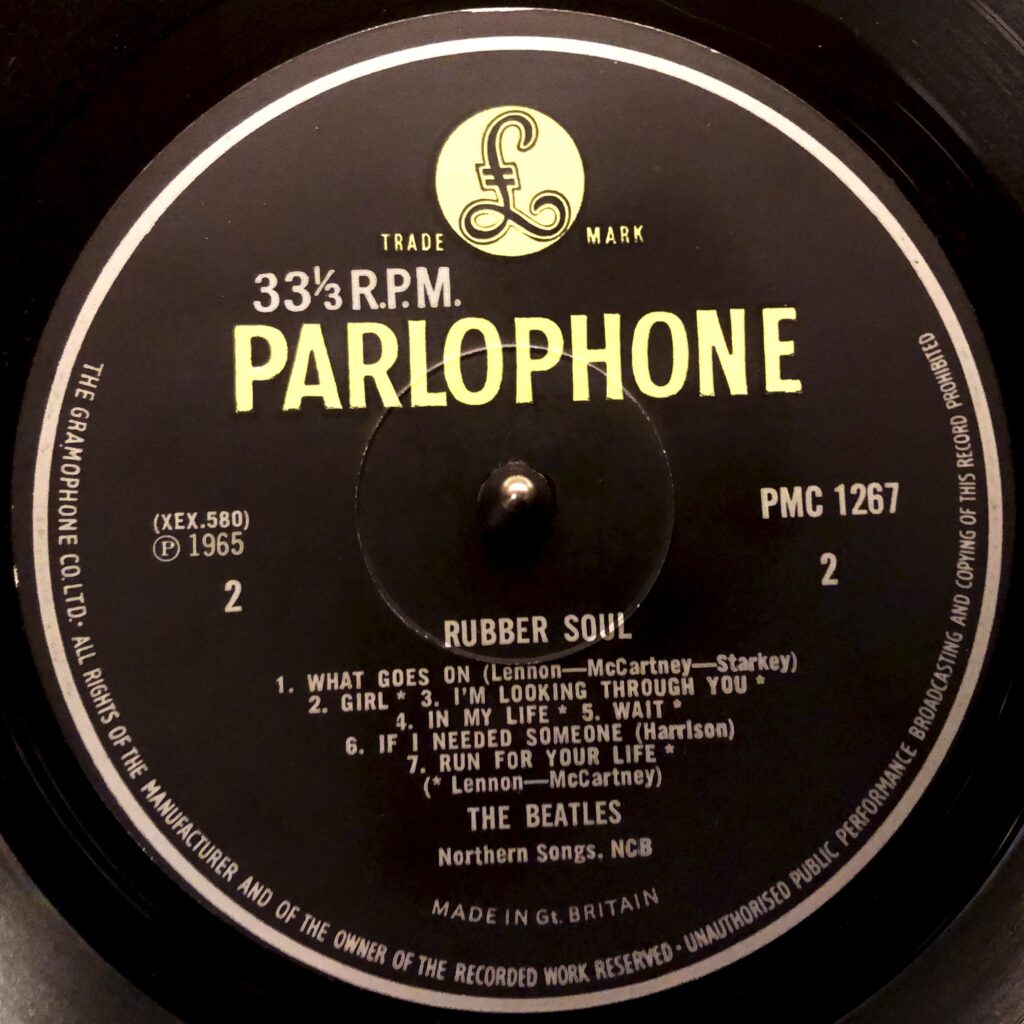 £
TRADE MARK
33⅓ R.P.M.
PARLOPHONE
(XEX.580)
Ⓟ 1965
2
PMC 1267
2
RUBBER SOUL
1. WHAT GOES ON (Lennon—McCartney—Starkey)
2. GIRL * 3. I'M LOOKING THROUGH YOU *
4. IN MY LIFE * 5. WAIT *
6. IF I NEEDED SOMEONE (Harrison)
7. RUN FOR YOUR LIFE *
(* Lennon—McCartney)
THE BEATLES
Northern Songs, NCB
MADE IN Gt. BRITAIN
THE GRAMOPHONE CO. LTD. · ALL RIGHTS OF THE MANUFACTURER AND OF THE OWNER OF THE RECORDED WORK RESERVED · UNAUTHORISED PUBLIC PERFORMANCE BROADCASTING AND COPYING OF THIS RECORD PROHIBITED